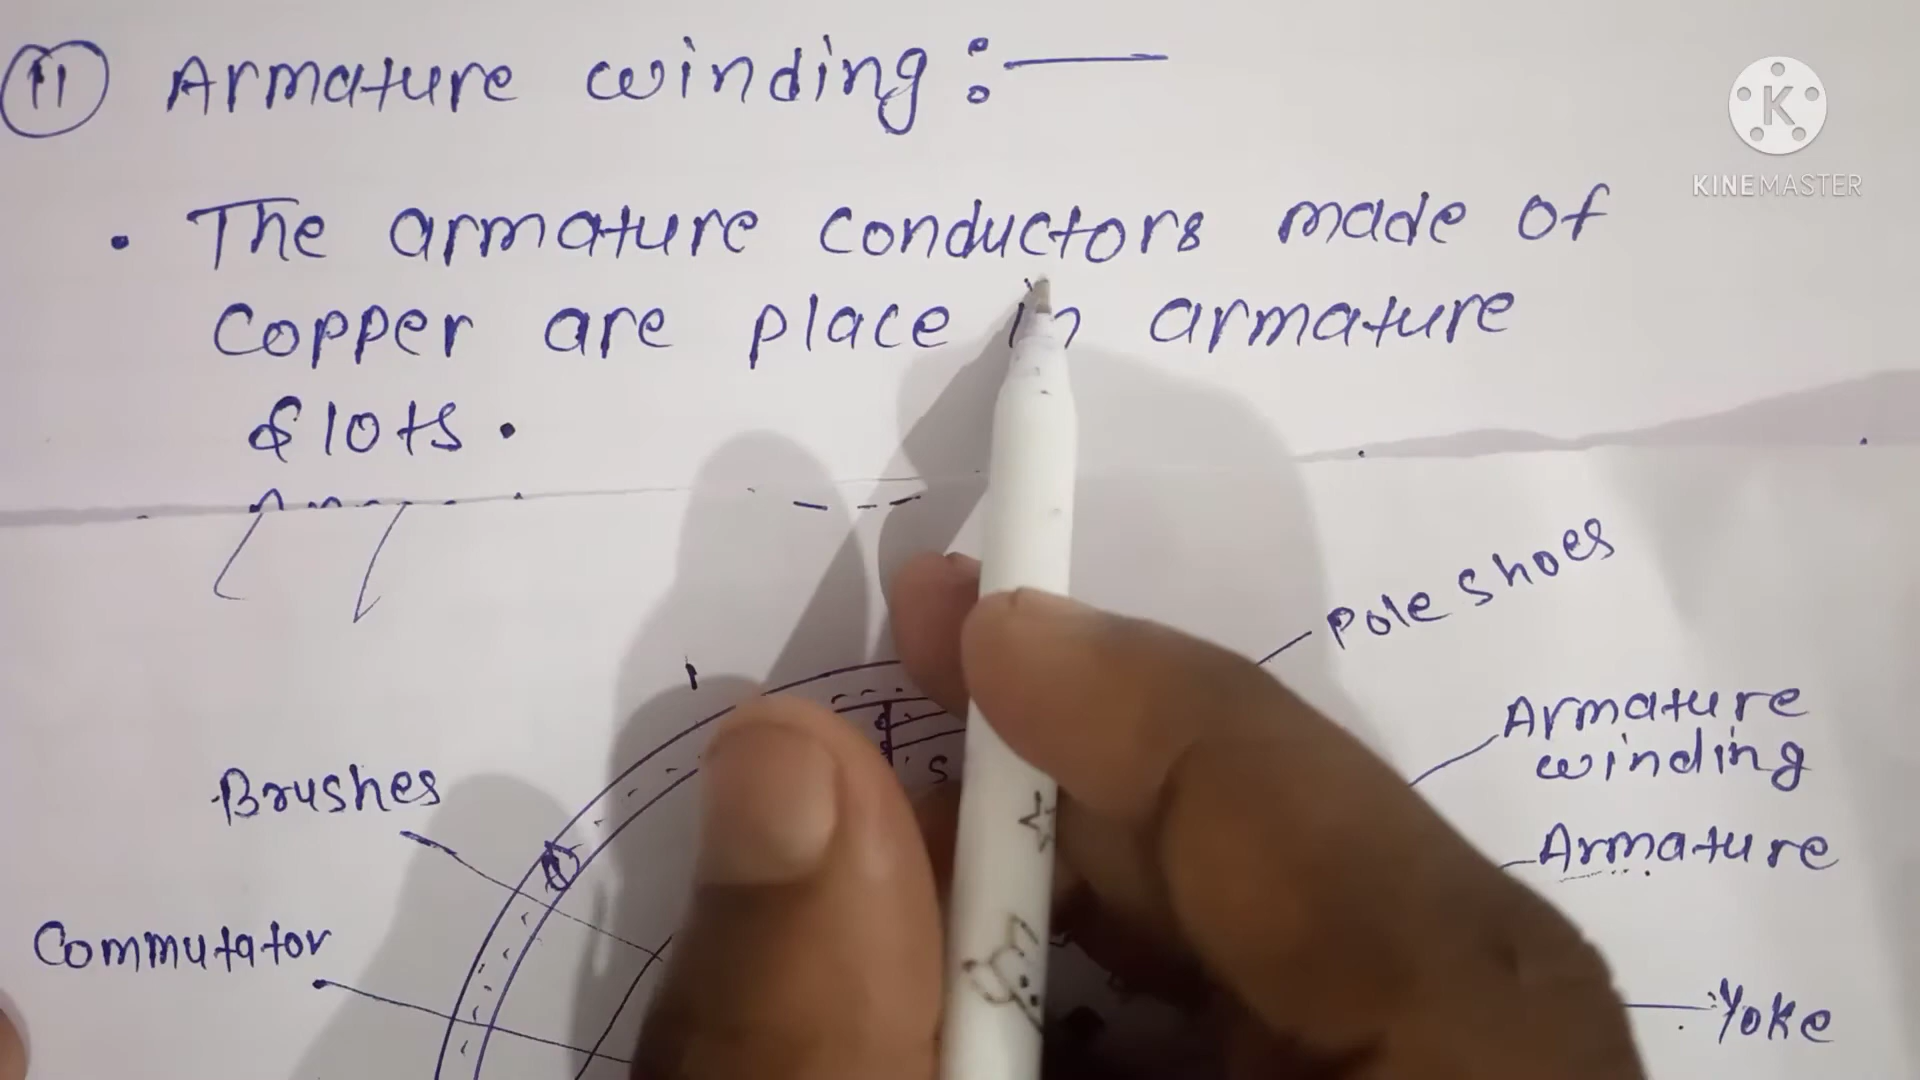 11 Armature winding :—
K
KINEMASTER
• The armature conductors made of
Copper are place in armature
slots.
Pole Shoes
Armature
winding
S
Brushes
Armature
Commutator
Yoke